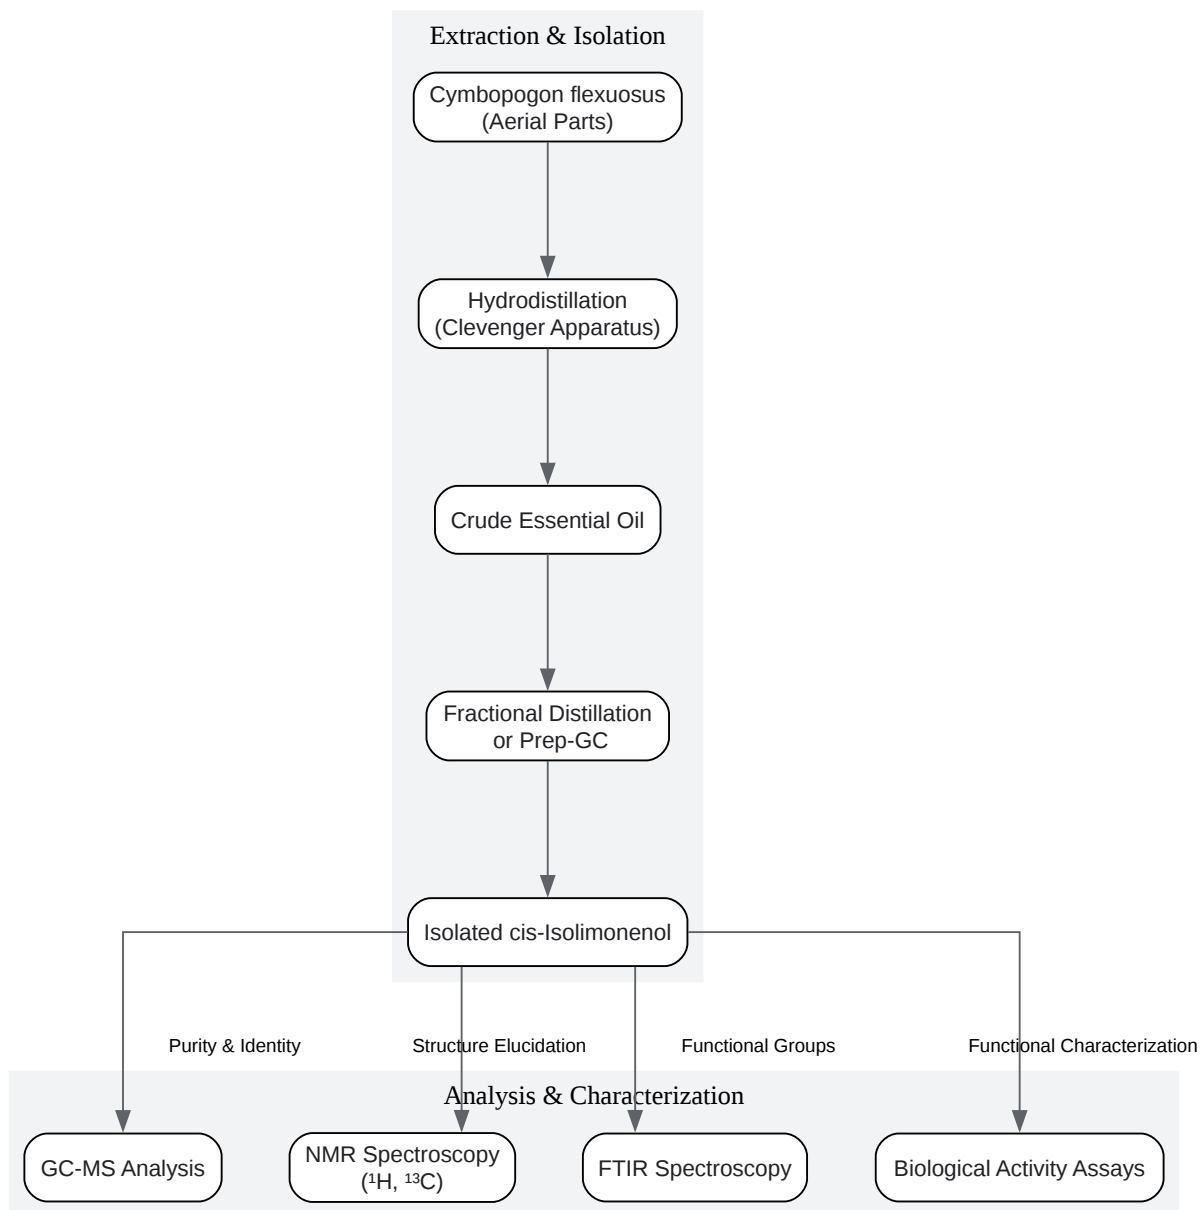 Extraction & Isolation
Cymbopogon flexuosus
(Aerial Parts)
Hydrodistillation
(Clevenger Apparatus)
Crude Essential Oil
Fractional Distillation
or Prep-GC
Isolated cis-Isolimonenol
Purity & Identity
Structure Elucidation
Functional Groups
Functional Characterization
Analysis & Characterization
GC-MS Analysis
NMR Spectroscopy
(¹H, ¹³C)
FTIR Spectroscopy
Biological Activity Assays